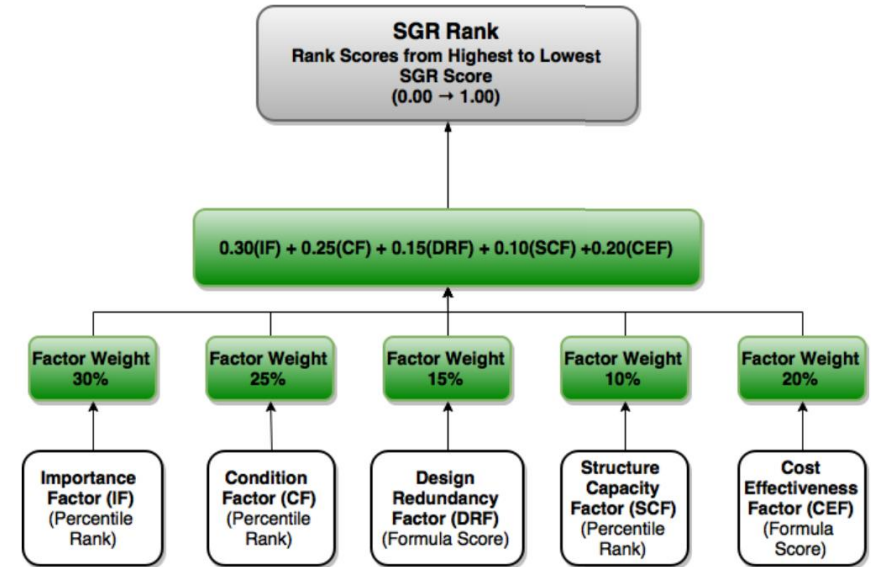 SGR Rank
Rank Scores from Highest to Lowest
SGR Score
(0.00 → 1.00)
0.30(IF) + 0.25(CF) + 0.15(DRF) + 0.10(SCF) +0.20(CEF)
Factor Weight
30%
Factor Weight
25%
Factor Weight
15%
Factor Weight
10%
Factor Weight
20%
Importance
Factor (IF)
(Percentile
Rank)
Condition
Factor (CF)
(Percentile
Rank)
Design
Redundancy
Factor (DRF)
(Formula Score)
Structure
Capacity
Factor (SCF)
(Percentile
Rank)
Cost
Effectiveness
Factor (CEF)
(Formula
Score)